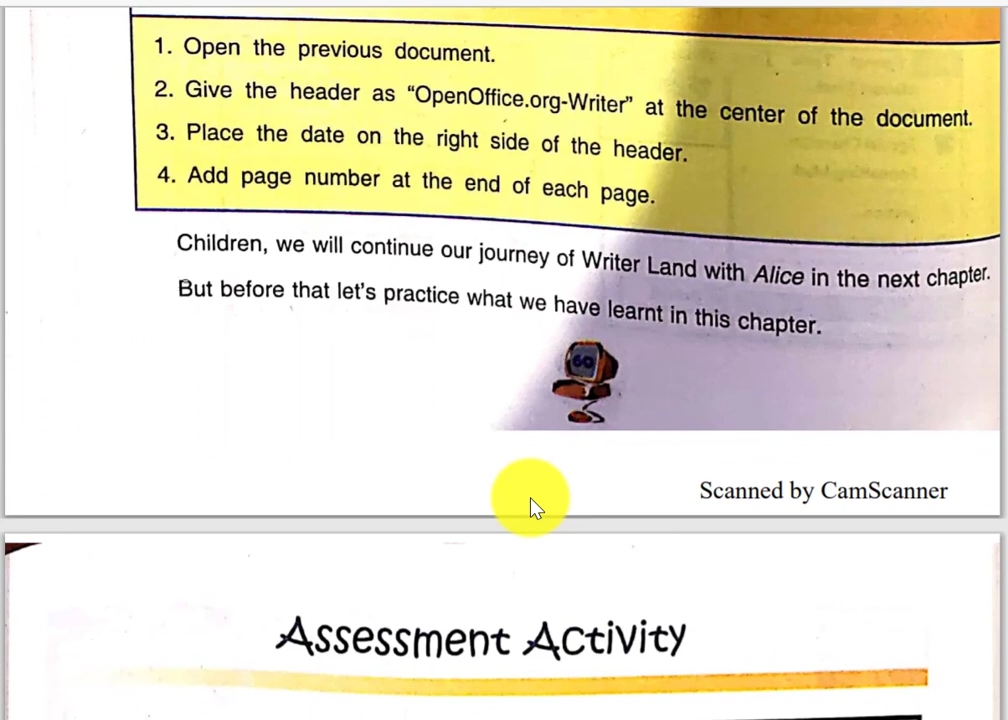 1. Open the previous document.
2. Give the header as “OpenOffice.org-Writer” at the center of the document.
3. Place the date on the right side of the header.
4. Add page number at the end of each page.
Children, we will continue our journey of Writer Land with Alice in the next chapter.
But before that let's practice what we have learnt in this chapter.
60
Scanned by CamScanner
Assessment Activity